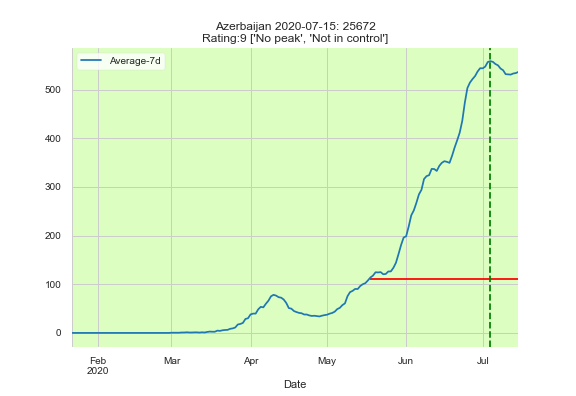 Azerbaijan 2020-07-15: 25672
Rating:9 ['No peak', 'Not in control']
Average-7d
500
400
300
200
100
0
Feb
2020
Mar
Apr
May
Jun
Jul
Date